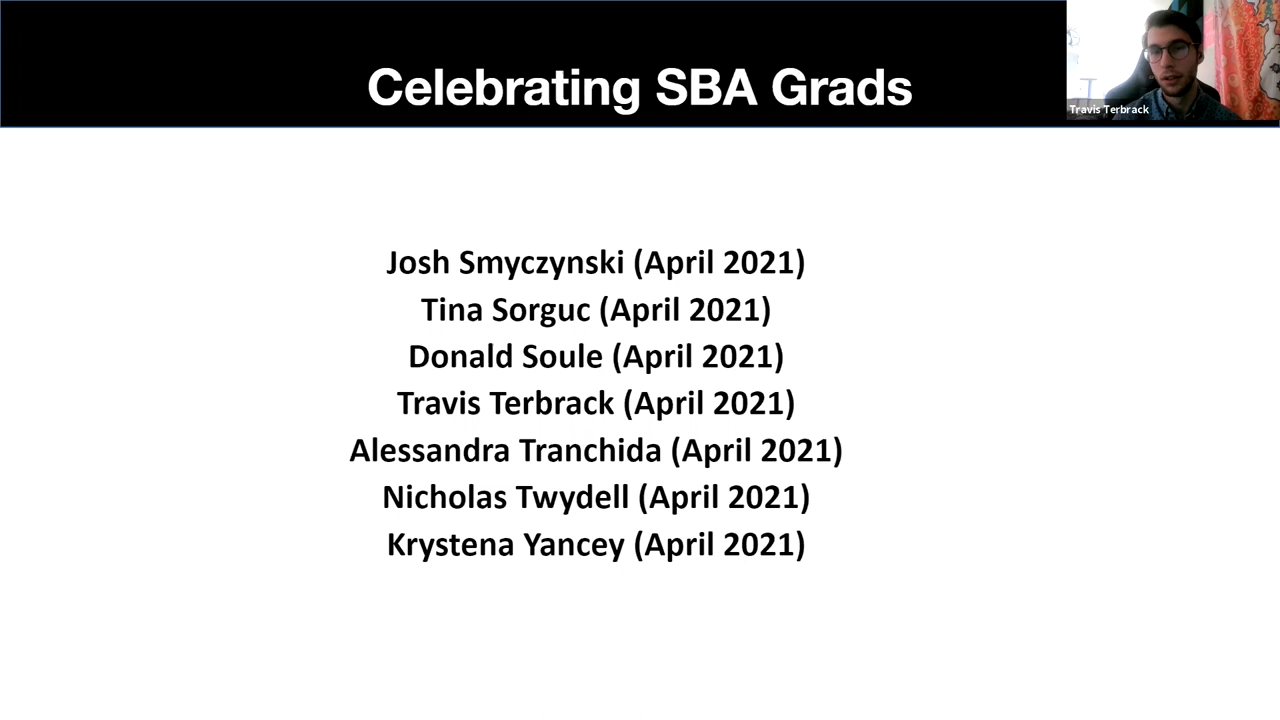 Celebrating SBA Grads
Travis Terbrack
Josh Smyczynski (April 2021)
Tina Sorguc (April 2021)
Donald Soule (April 2021)
Travis Terbrack (April 2021)
Alessandra Tranchida (April 2021)
Nicholas Twydell (April 2021)
Krystena Yancey (April 2021)